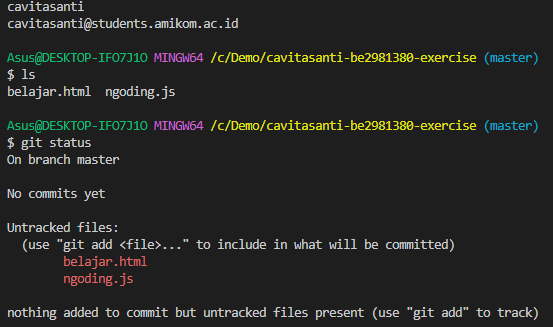 cavitasanti
cavitasanti@students.amikom.ac.id
Asus@DESKTOP-IFO7J1O MINGW64 /c/Demo/cavitasanti-be2981380-exercise (master)
$ ls
belajar.html  ngoding.js
Asus@DESKTOP-IFO7J1O MINGW64 /c/Demo/cavitasanti-be2981380-exercise (master)
$ git status
On branch master
No commits yet
Untracked files:
  (use "git add <file>..." to include in what will be committed)
        belajar.html
        ngoding.js
nothing added to commit but untracked files present (use "git add" to track)